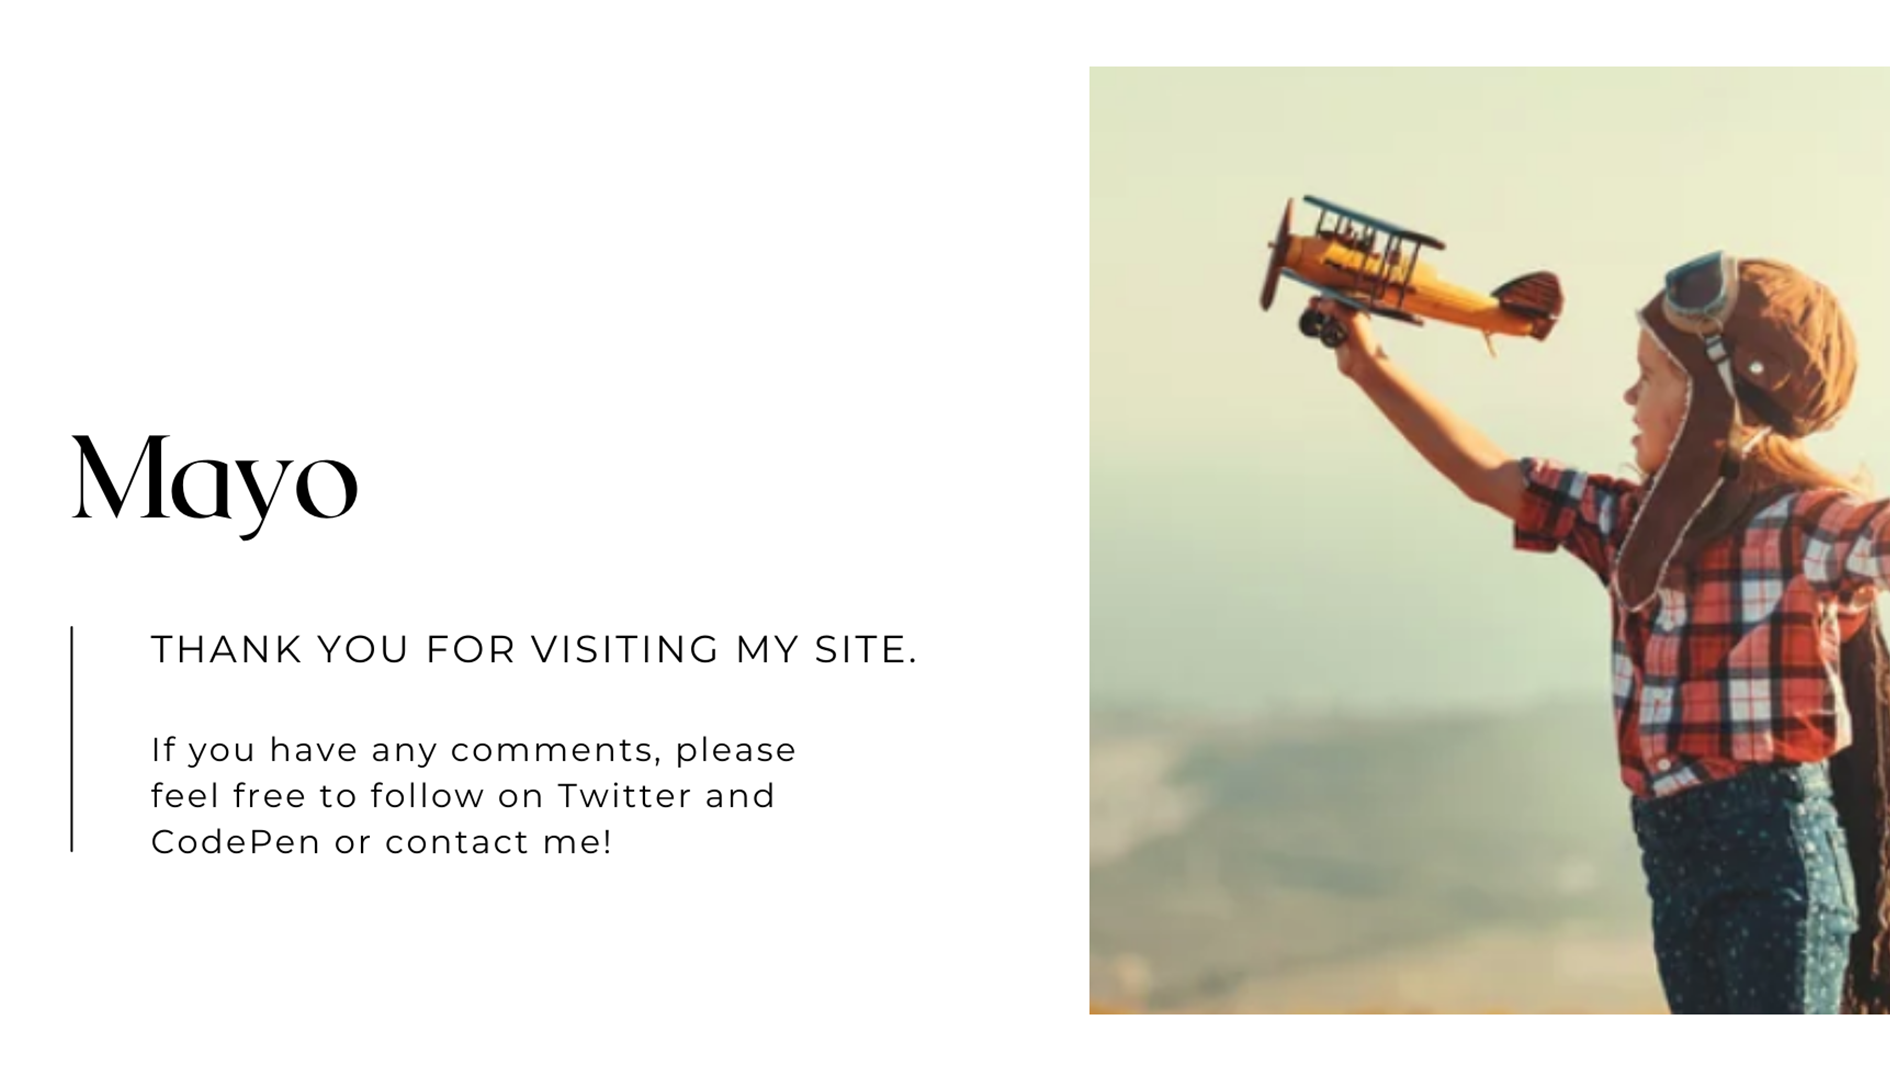 Mayo
THANK YOU FOR VISITING MY SITE.
If you have any comments, please
feel free to follow on Twitter and
CodePen or contact me!